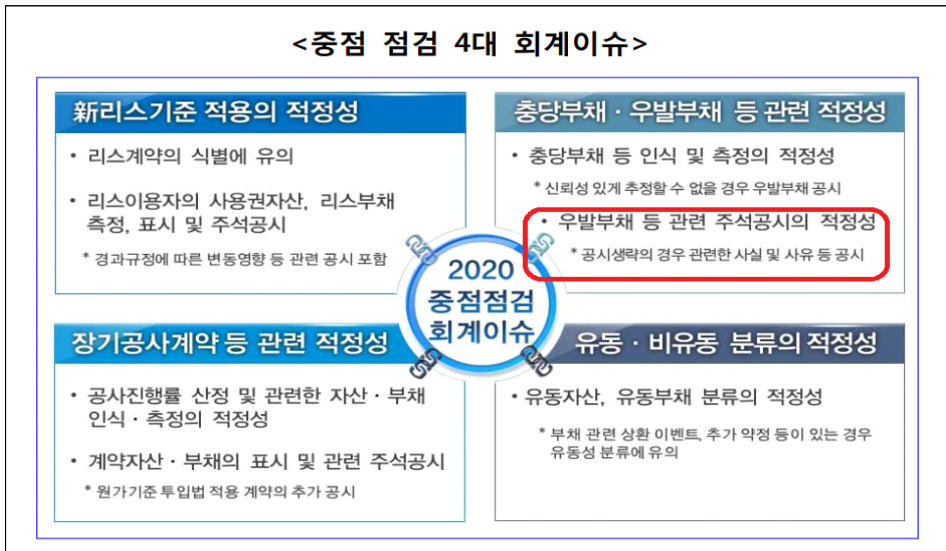 <중점 점검 4대 회계이슈>
新리스기준 적용의 적정성
• 리스계약의 식별에 유의
• 리스이용자의 사용권자산, 리스부채
측정, 표시 및 주석공시
* 경과규정에 따른 변동영향 등 관련 공시 포함
충당부채 · 우발부채 등 관련 적정성
• 충당부채 등 인식 및 측정의 적정성
* 신뢰성 있게 추정할 수 없을 경우 우발부채 공시
• 우발부채 등 관련 주석공시의 적정성
* 공시생략의 경우 관련한 사실 및 사유 등 공시
2020
중점점검
회계이슈
장기공사계약 등 관련 적정성
• 공사진행률 산정 및 관련한 자산 · 부채
인식 · 측정의 적정성
• 계약자산 · 부채의 표시 및 관련 주석공시
* 원가기준 투입법 적용 계약의 추가 공시
유동 · 비유동 분류의 적정성
• 유동자산, 유동부채 분류의 적정성
* 부채 관련 상환 이벤트, 추가 약정 등이 있는 경우
유동성 분류에 유의